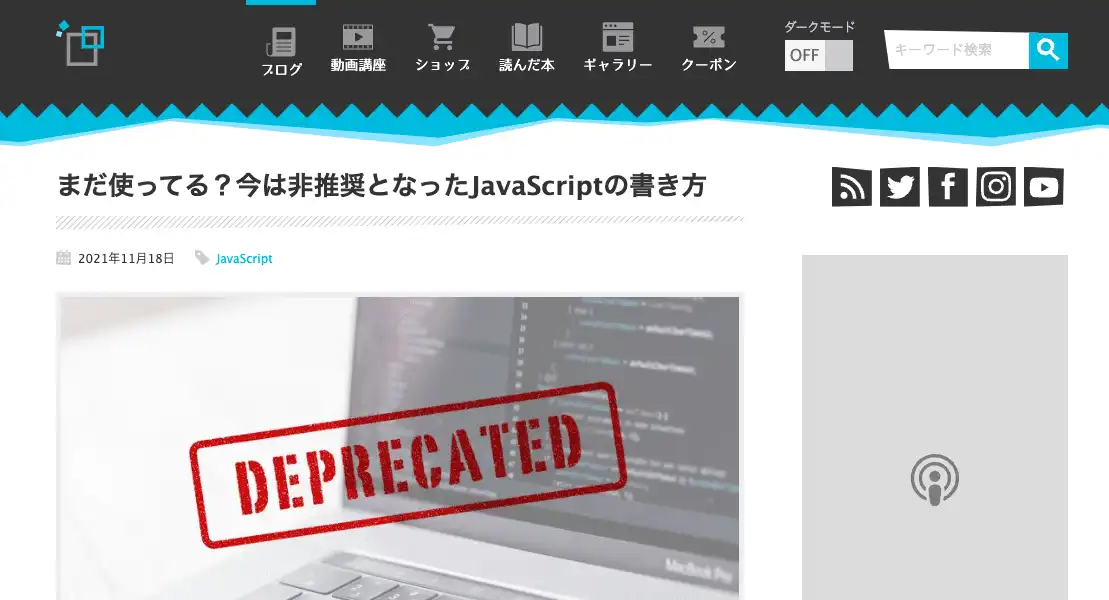 ブログ
動画講座
ショップ
読んだ本
ギャラリー
クーポン
ダークモード
OFF
キーワード検索
まだ使ってる？今は非推奨となったJavaScriptの書き方
2021年11月18日
JavaScript
DEPRECATED
MacBook Pro